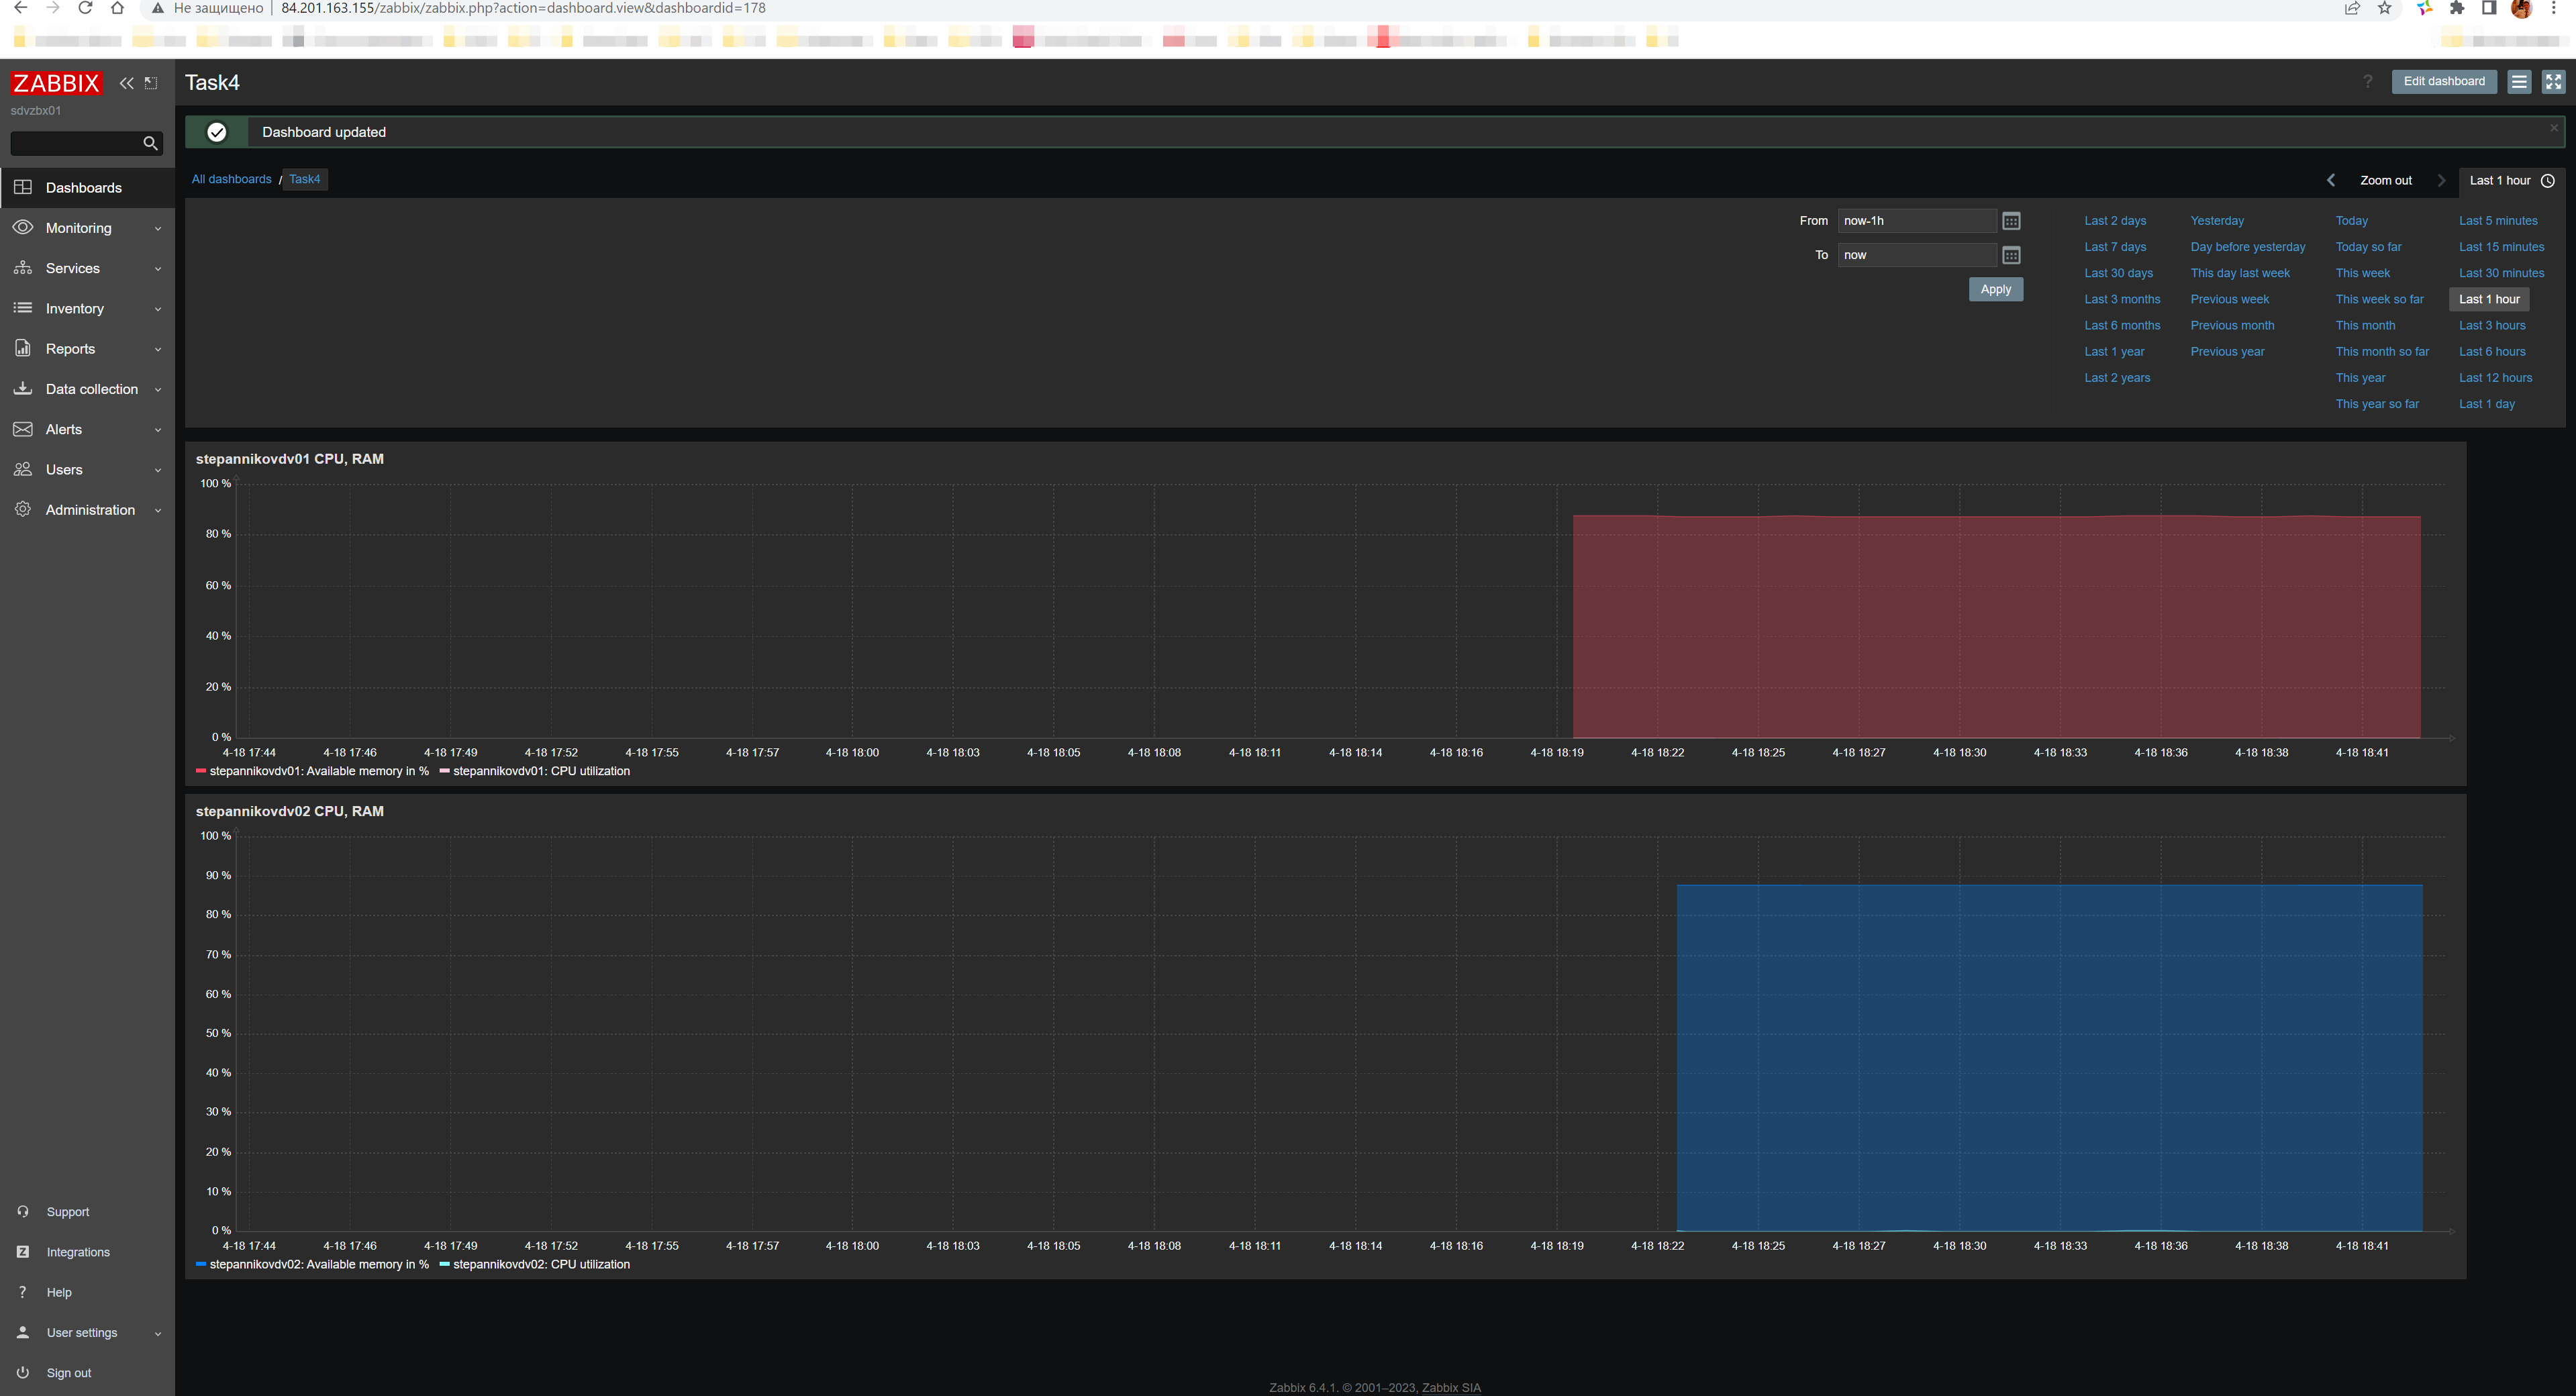 Не защищено 84.201.163.155/zabbix/zabbix.php?action=dashboard.view&dashboardid=178
ZABBIX
sdvzbx01
Dashboards
Monitoring
Services
Inventory
Reports
Data collection
Alerts
Users
Administration
Support
Integrations
Help
User settings
Sign out
Task4
? Edit dashboard
Dashboard updated
All dashboards / Task4
Zoom out Last 1 hour
From now-1h
To now
Apply
Last 2 days Yesterday Today Last 5 minutes
Last 7 days Day before yesterday Today so far Last 15 minutes
Last 30 days This day last week This week Last 30 minutes
Last 3 months Previous week This week so far Last 1 hour
Last 6 months Previous month This month Last 3 hours
Last 1 year Previous year This month so far Last 6 hours
Last 2 years This year Last 12 hours
This year so far Last 1 day
stepannikovdv01 CPU, RAM
100 %
80 %
60 %
40 %
20 %
0 %
4-18 17:44 4-18 17:46 4-18 17:49 4-18 17:52 4-18 17:55 4-18 17:57 4-18 18:00 4-18 18:03 4-18 18:05 4-18 18:08 4-18 18:11 4-18 18:14 4-18 18:16 4-18 18:19 4-18 18:22 4-18 18:25 4-18 18:27 4-18 18:30 4-18 18:33 4-18 18:36 4-18 18:38 4-18 18:41
stepannikovdv01: Available memory in % stepannikovdv01: CPU utilization
stepannikovdv02 CPU, RAM
100 %
90 %
80 %
70 %
60 %
50 %
40 %
30 %
20 %
10 %
0 %
4-18 17:44 4-18 17:46 4-18 17:49 4-18 17:52 4-18 17:55 4-18 17:57 4-18 18:00 4-18 18:03 4-18 18:05 4-18 18:08 4-18 18:11 4-18 18:14 4-18 18:16 4-18 18:19 4-18 18:22 4-18 18:25 4-18 18:27 4-18 18:30 4-18 18:33 4-18 18:36 4-18 18:38 4-18 18:41
stepannikovdv02: Available memory in % stepannikovdv02: CPU utilization
Zabbix 6.4.1. © 2001–2023, Zabbix SIA